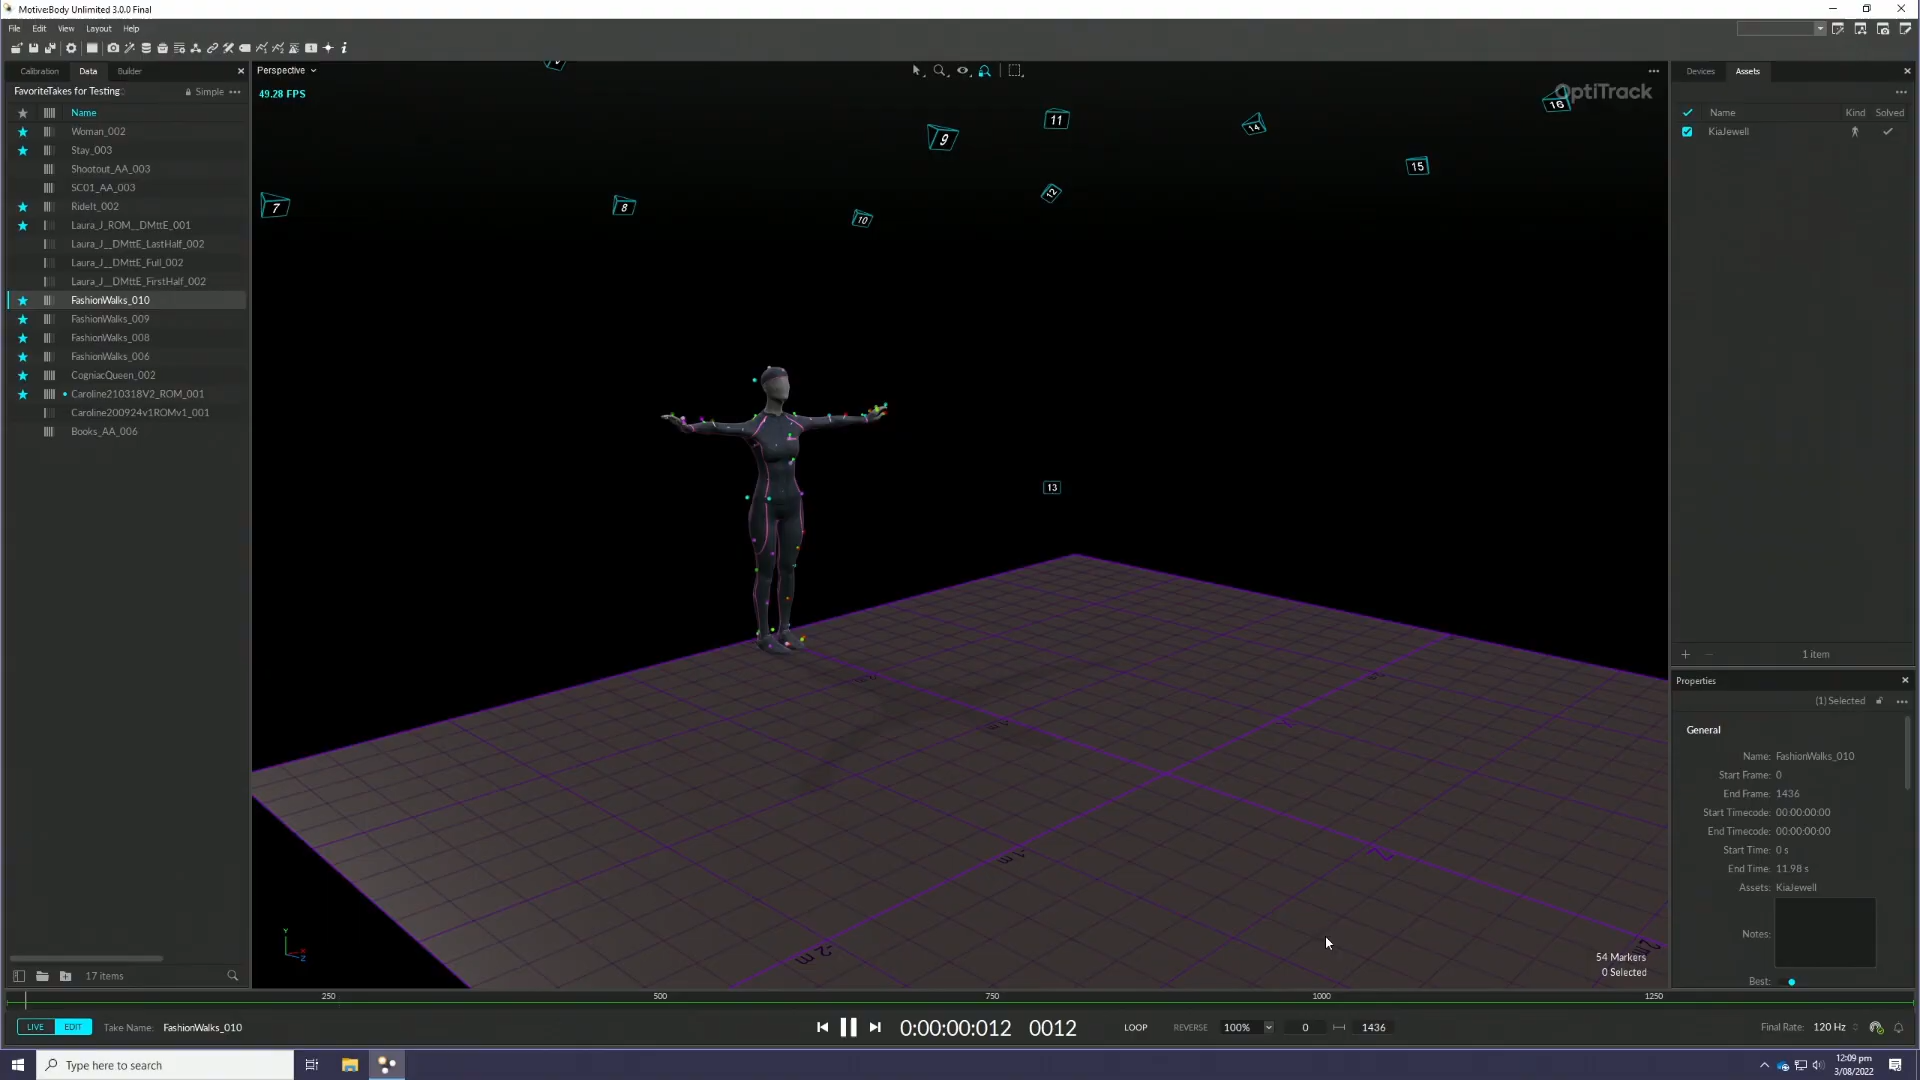 Motive:Body Unlimited 3.0.0 Final
File Edit View Layout Help
Calibration Data Builder
FavoriteTakes for Testing
Simple
Name
Woman_002
Stay_003
Shootout_AA_003
SC01_AA_003
RideIt_002
Laura_J_ROM__DMttE_001
Laura_J__DMttE_LastHalf_002
Laura_J__DMttE_Full_002
Laura_J__DMttE_FirstHalf_002
FashionWalks_010
FashionWalks_009
FashionWalks_008
FashionWalks_006
CogniacQueen_002
Caroline210318V2_ROM_001
Caroline200924v1ROMv1_001
Books_AA_006
17 items
Perspective
49.28 FPS
OptiTrack
7
8
9
10
11
12
13
14
15
16
-1 m
-2 m
2 m
54 Markers
0 Selected
Devices Assets
Name Kind Solved
KiaJewell
1 item
Properties
(1) Selected
General
Name: FashionWalks_010
Start Frame: 0
End Frame: 1436
Start Timecode: 00:00:00:00
End Timecode: 00:00:00:00
Start Time: 0 s
End Time: 11.98 s
Assets: KiaJewell
Notes:
Best:
250 500 750 1000 1250
LIVE EDIT Take Name: FashionWalks_010
0:00:00:012 0012
LOOP REVERSE 100% 0 1436
Final Rate: 120 Hz
Type here to search
12:09 pm
3/08/2022